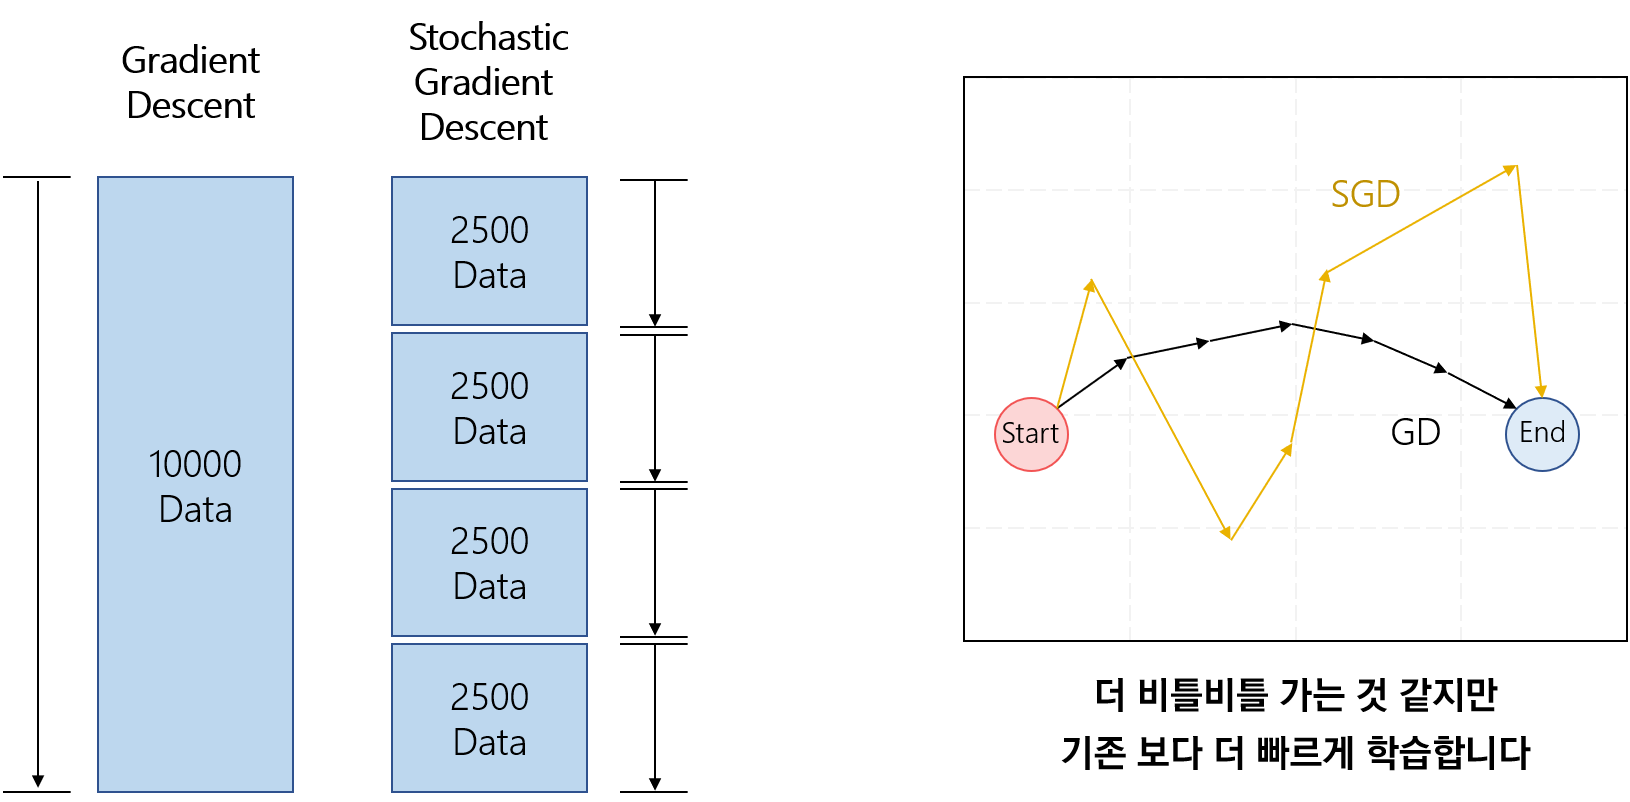 Gradient
Descent
Stochastic
Gradient
Descent
10000
Data
2500
Data
2500
Data
2500
Data
2500
Data
SGD
Start
GD
End
더 비틀비틀 가는 것 같지만
기존 보다 더 빠르게 학습합니다